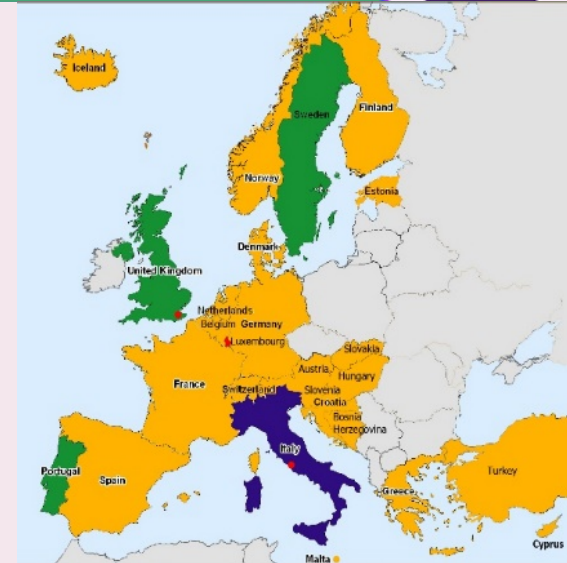 Iceland
Sweden
Finland
Norway
Estonia
Denmark
United Kingdom
Netherlands
Belgium
Germany
Luxembourg
Slovakia
Austria
Hungary
France
Switzerland
Slovenia
Croatia
Bosnia
Herzegovina
Italy
Portugal
Spain
Turkey
Greece
Cyprus
Malta